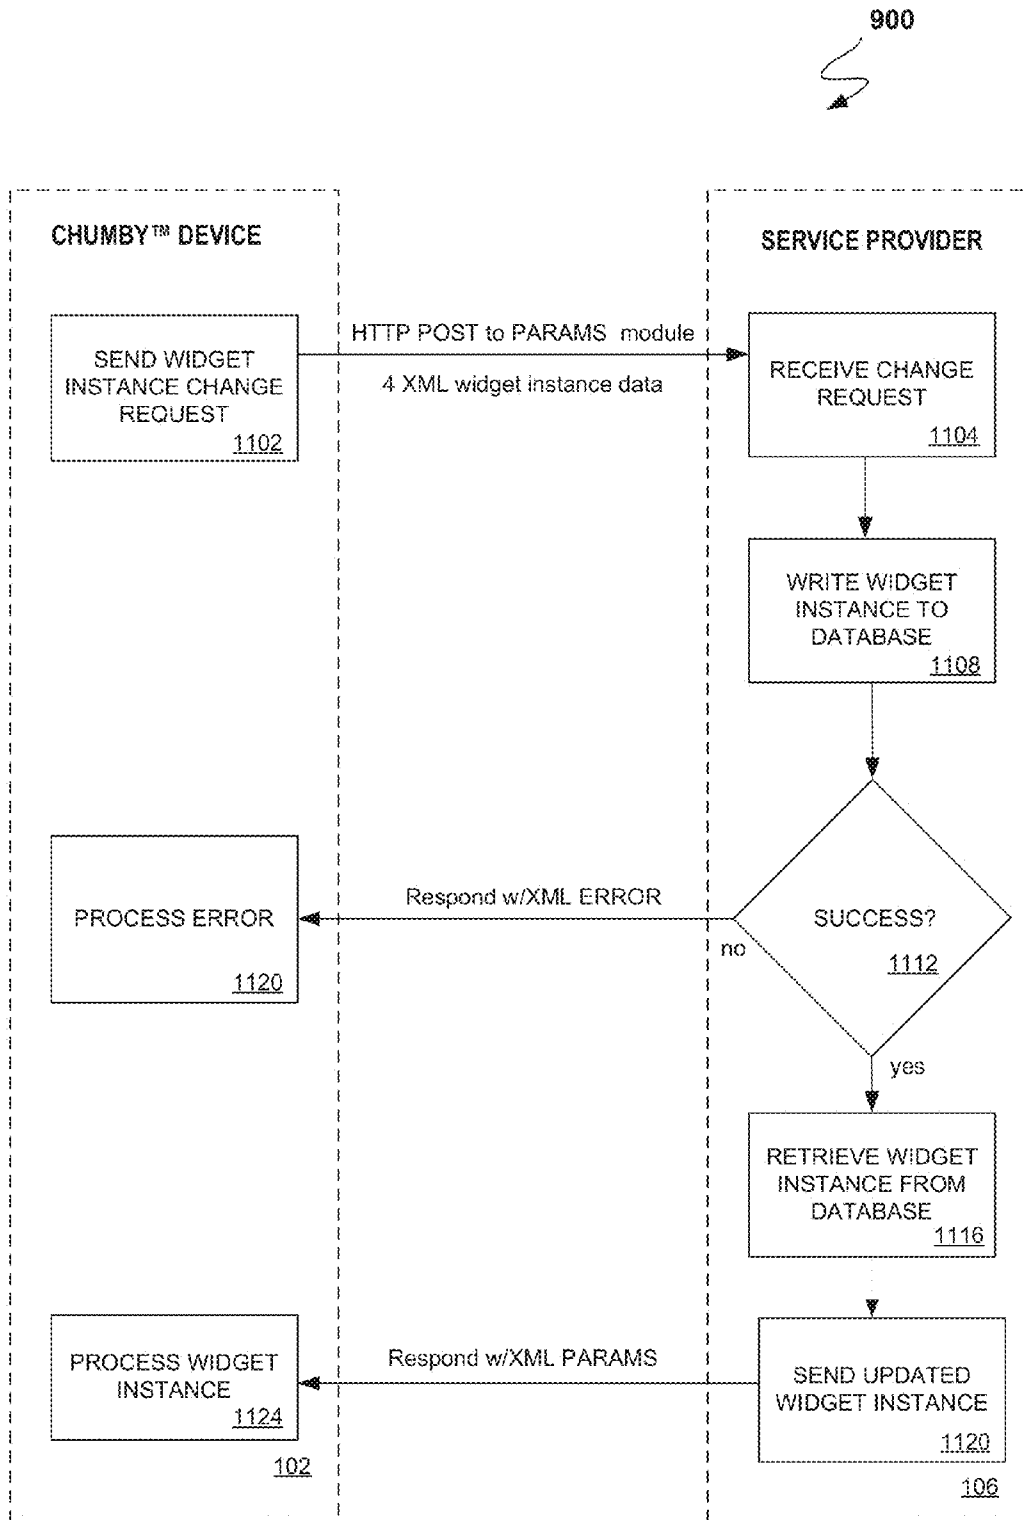 900
CHUMBY™ DEVICE
SERVICE PROVIDER
SEND WIDGET
INSTANCE CHANGE
REQUEST
1102
HTTP POST to PARAMS module
4 XML widget instance data
RECEIVE CHANGE
REQUEST
1104
WRITE WIDGET
INSTANCE TO
DATABASE
1108
PROCESS ERROR
1120
Respond w/XML ERROR
no
SUCCESS?
1112
yes
RETRIEVE WIDGET
INSTANCE FROM
DATABASE
1116
PROCESS WIDGET
INSTANCE
1124
102
Respond w/XML PARAMS
SEND UPDATED
WIDGET INSTANCE
1120
106